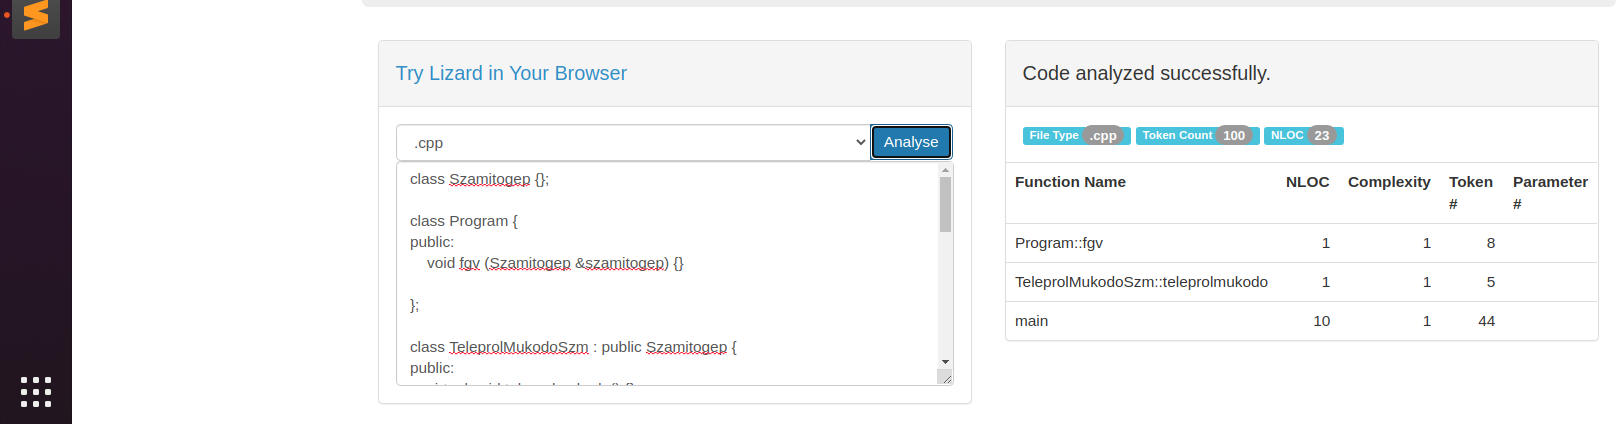 Try Lizard in Your Browser
.cpp
Analyse
class Szamitogep {};
class Program {
public:
void fgv (Szamitogep &szamitogep) {}
};
class TeleprolMukodoSzm : public Szamitogep {
public:
Code analyzed successfully.
File Type .cpp Token Count 100 NLOC 23
Function Name NLOC Complexity Token # Parameter #
Program::fgv 1 1 8
TeleprolMukodoSzm::teleprolmukodo 1 1 5
main 10 1 44